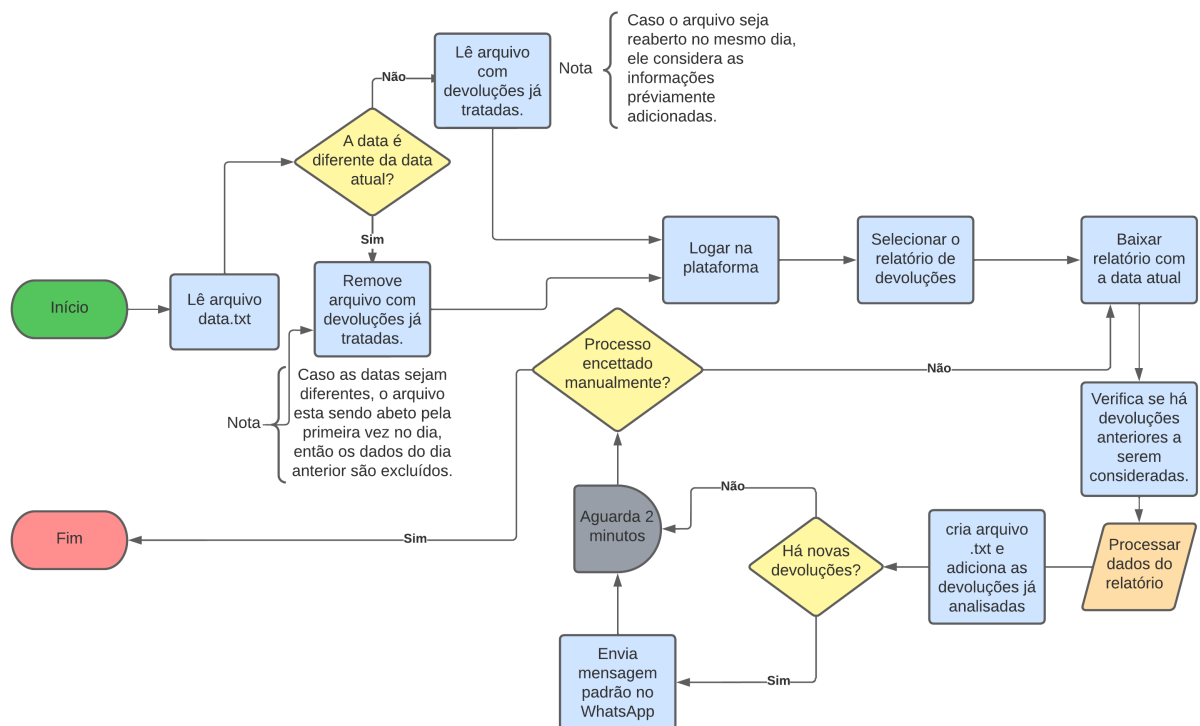 Início
Lê arquivo
data.txt
A data é
diferente da data
atual?
Não
Lê arquivo
com
devoluções já
tratadas.
Nota
Caso o arquivo seja
reaberto no mesmo dia,
ele considera as
informações
préviamente
adicionadas.
Sim
Remove
arquivo com
devoluções já
tratadas.
Nota
Caso as datas sejam
diferentes, o arquivo
esta sendo abeto pela
primeira vez no dia,
então os dados do dia
anterior são excluídos.
Logar na
plataforma
Selecionar o
relatório de
devoluções
Baixar
relatório com
a data atual
Verifica se há
devoluções
anteriores a
serem
consideradas.
Processar
dados do
relatório
cria arquivo
.txt e
adiciona as
devoluções já
analisadas
Há novas
devoluções?
Não
Sim
Envia
mensagem
padrão no
WhatsApp
Aguarda 2
minutos
Processo
encettado
manualmente?
Não
Sim
Fim